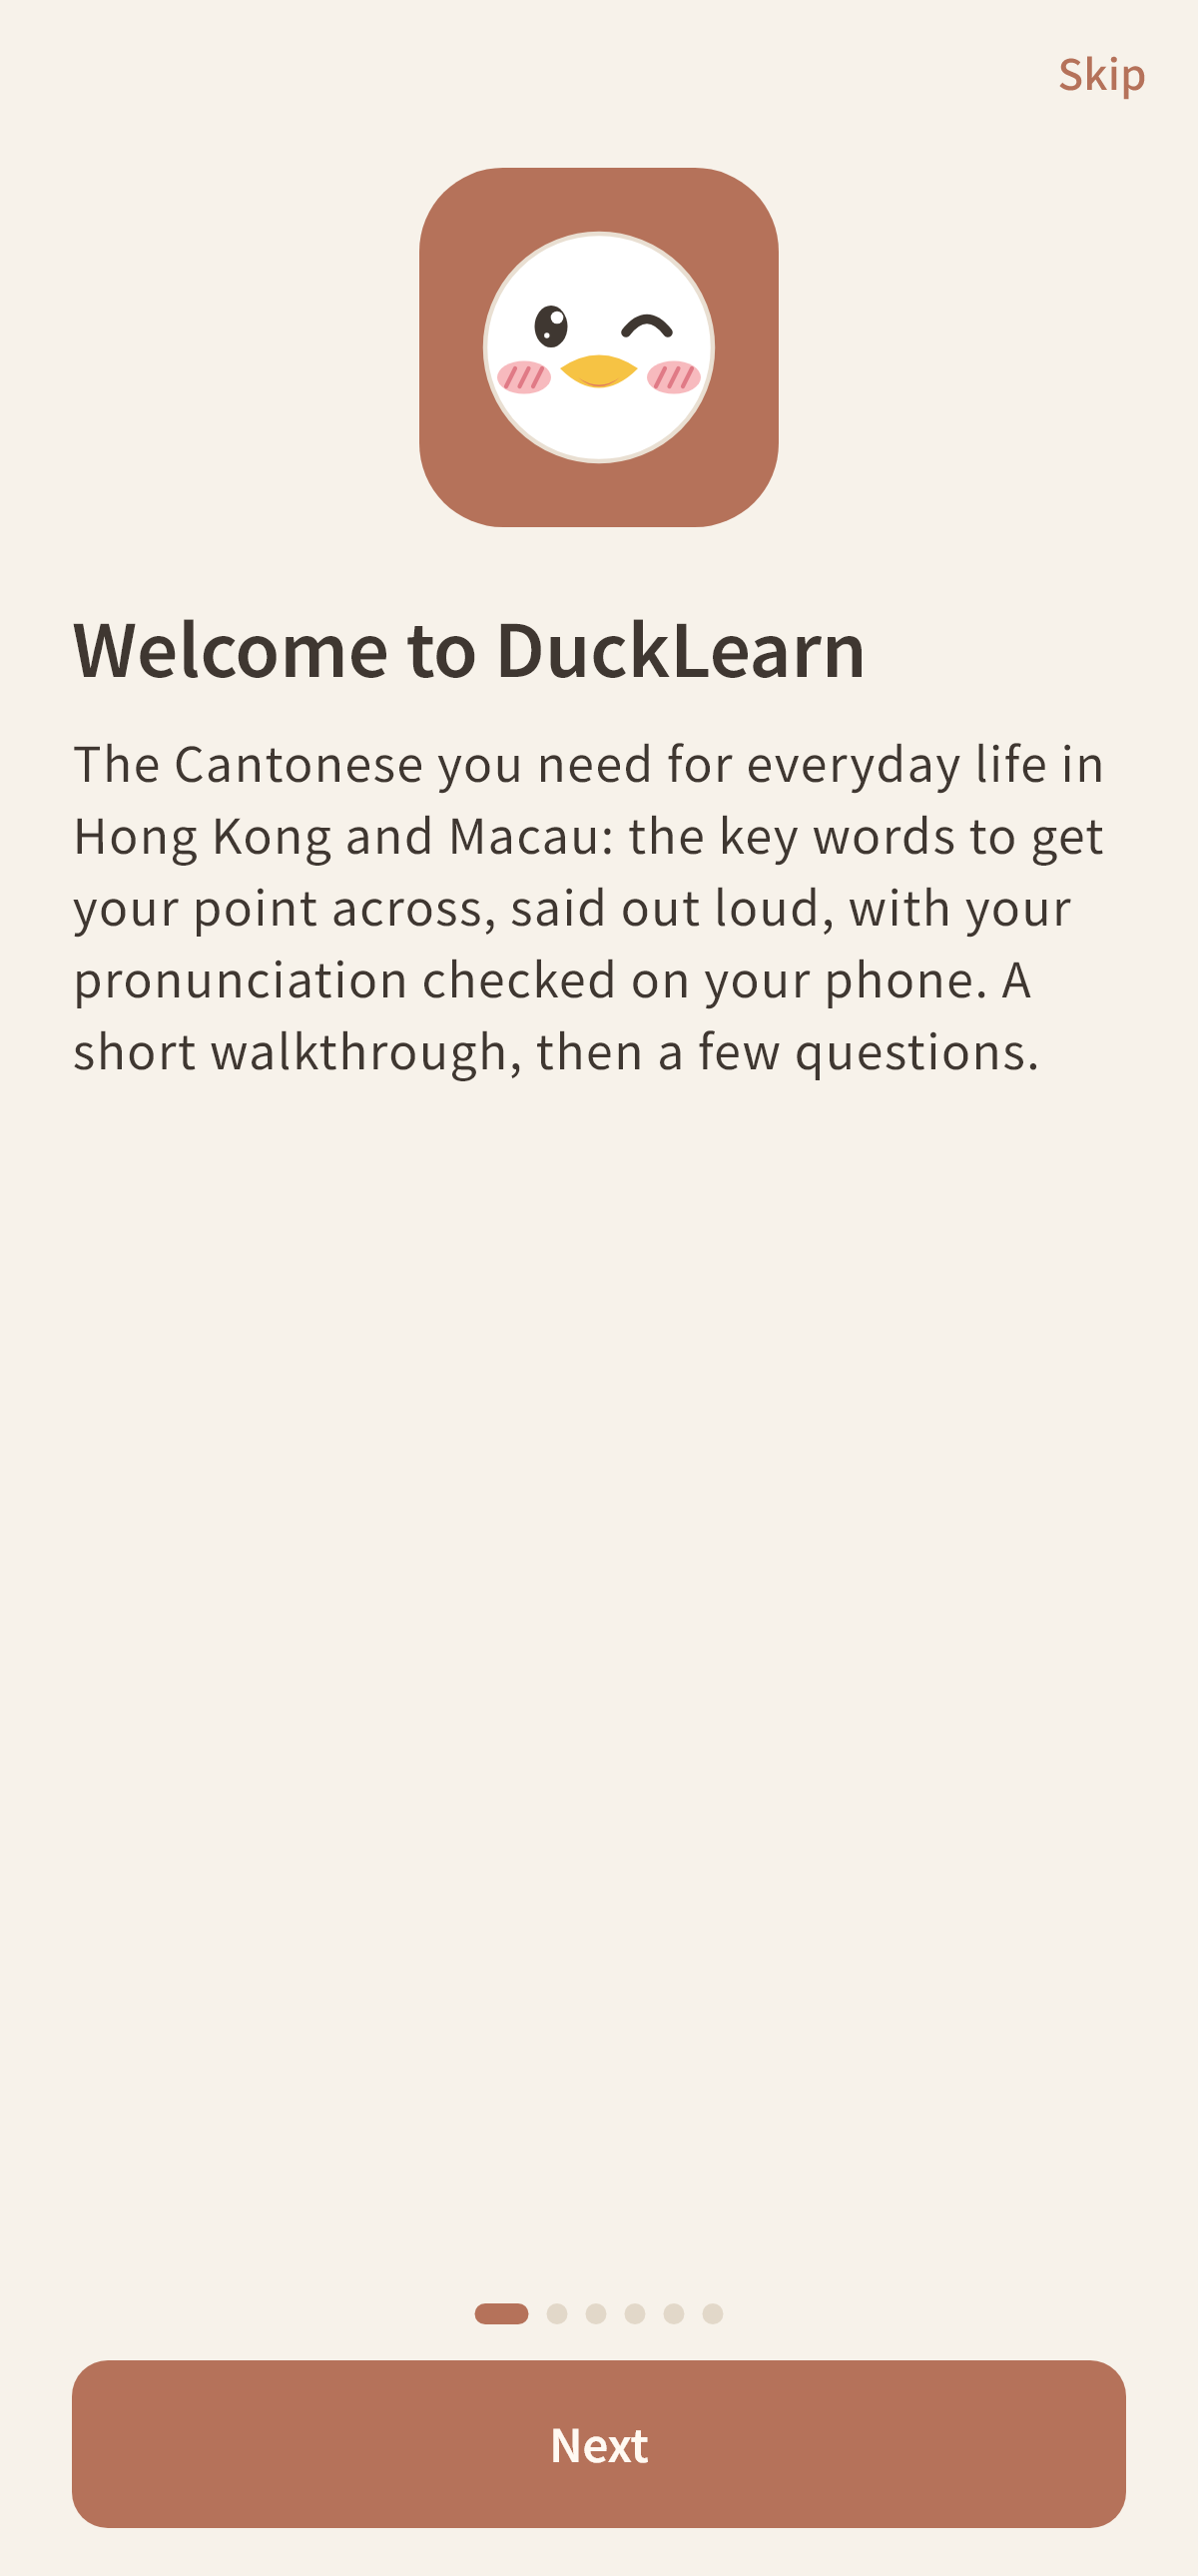 Skip
Welcome to DuckLearn
The Cantonese you need for everyday life in
Hong Kong and Macau: the key words to get
your point across, said out loud, with your
pronunciation checked on your phone. A
short walkthrough, then a few questions.
Next